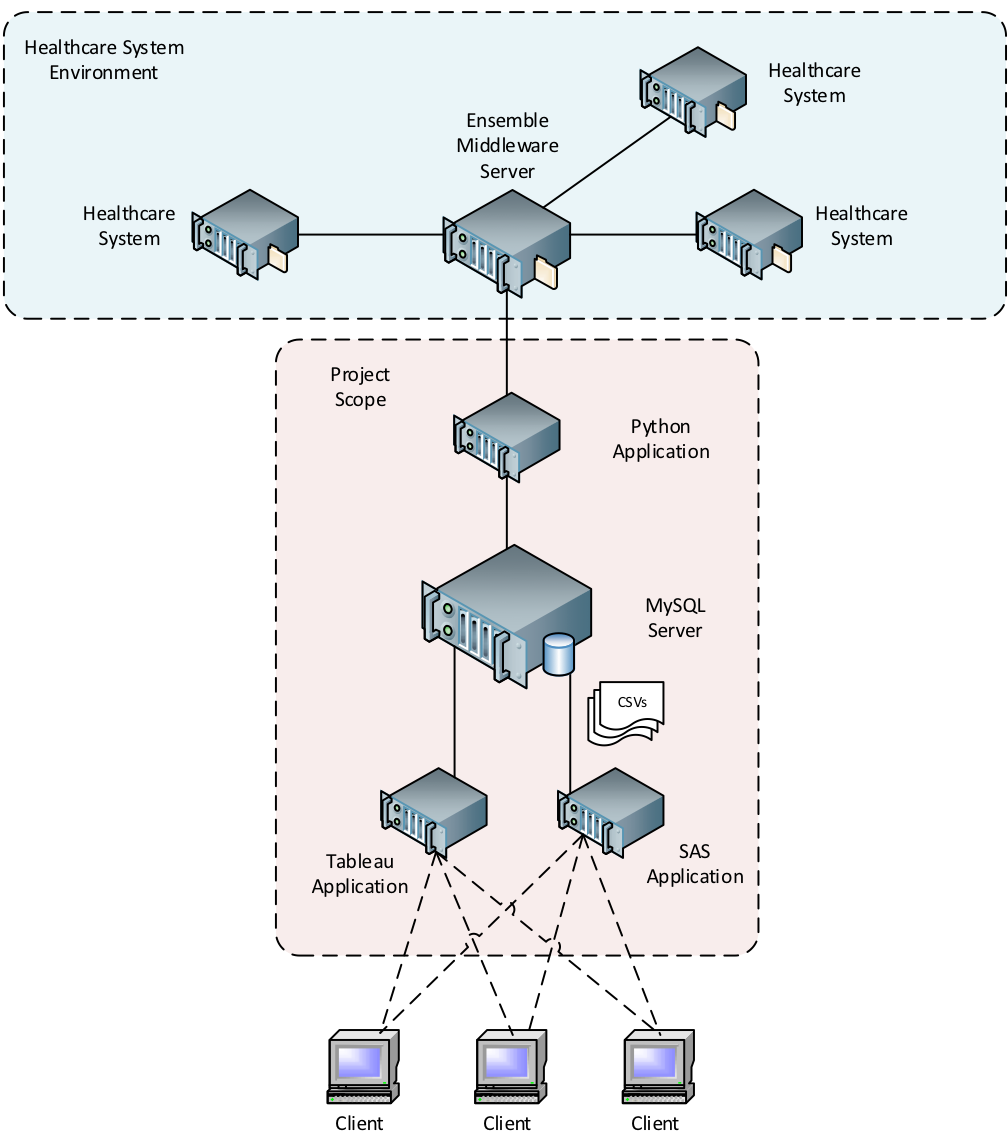 Healthcare System
Environment
Healthcare
System
Ensemble
Middleware
Server
Healthcare
System
Healthcare
System
Project
Scope
Python
Application
MySQL
Server
CSVs
Tableau
Application
SAS
Application
Client
Client
Client